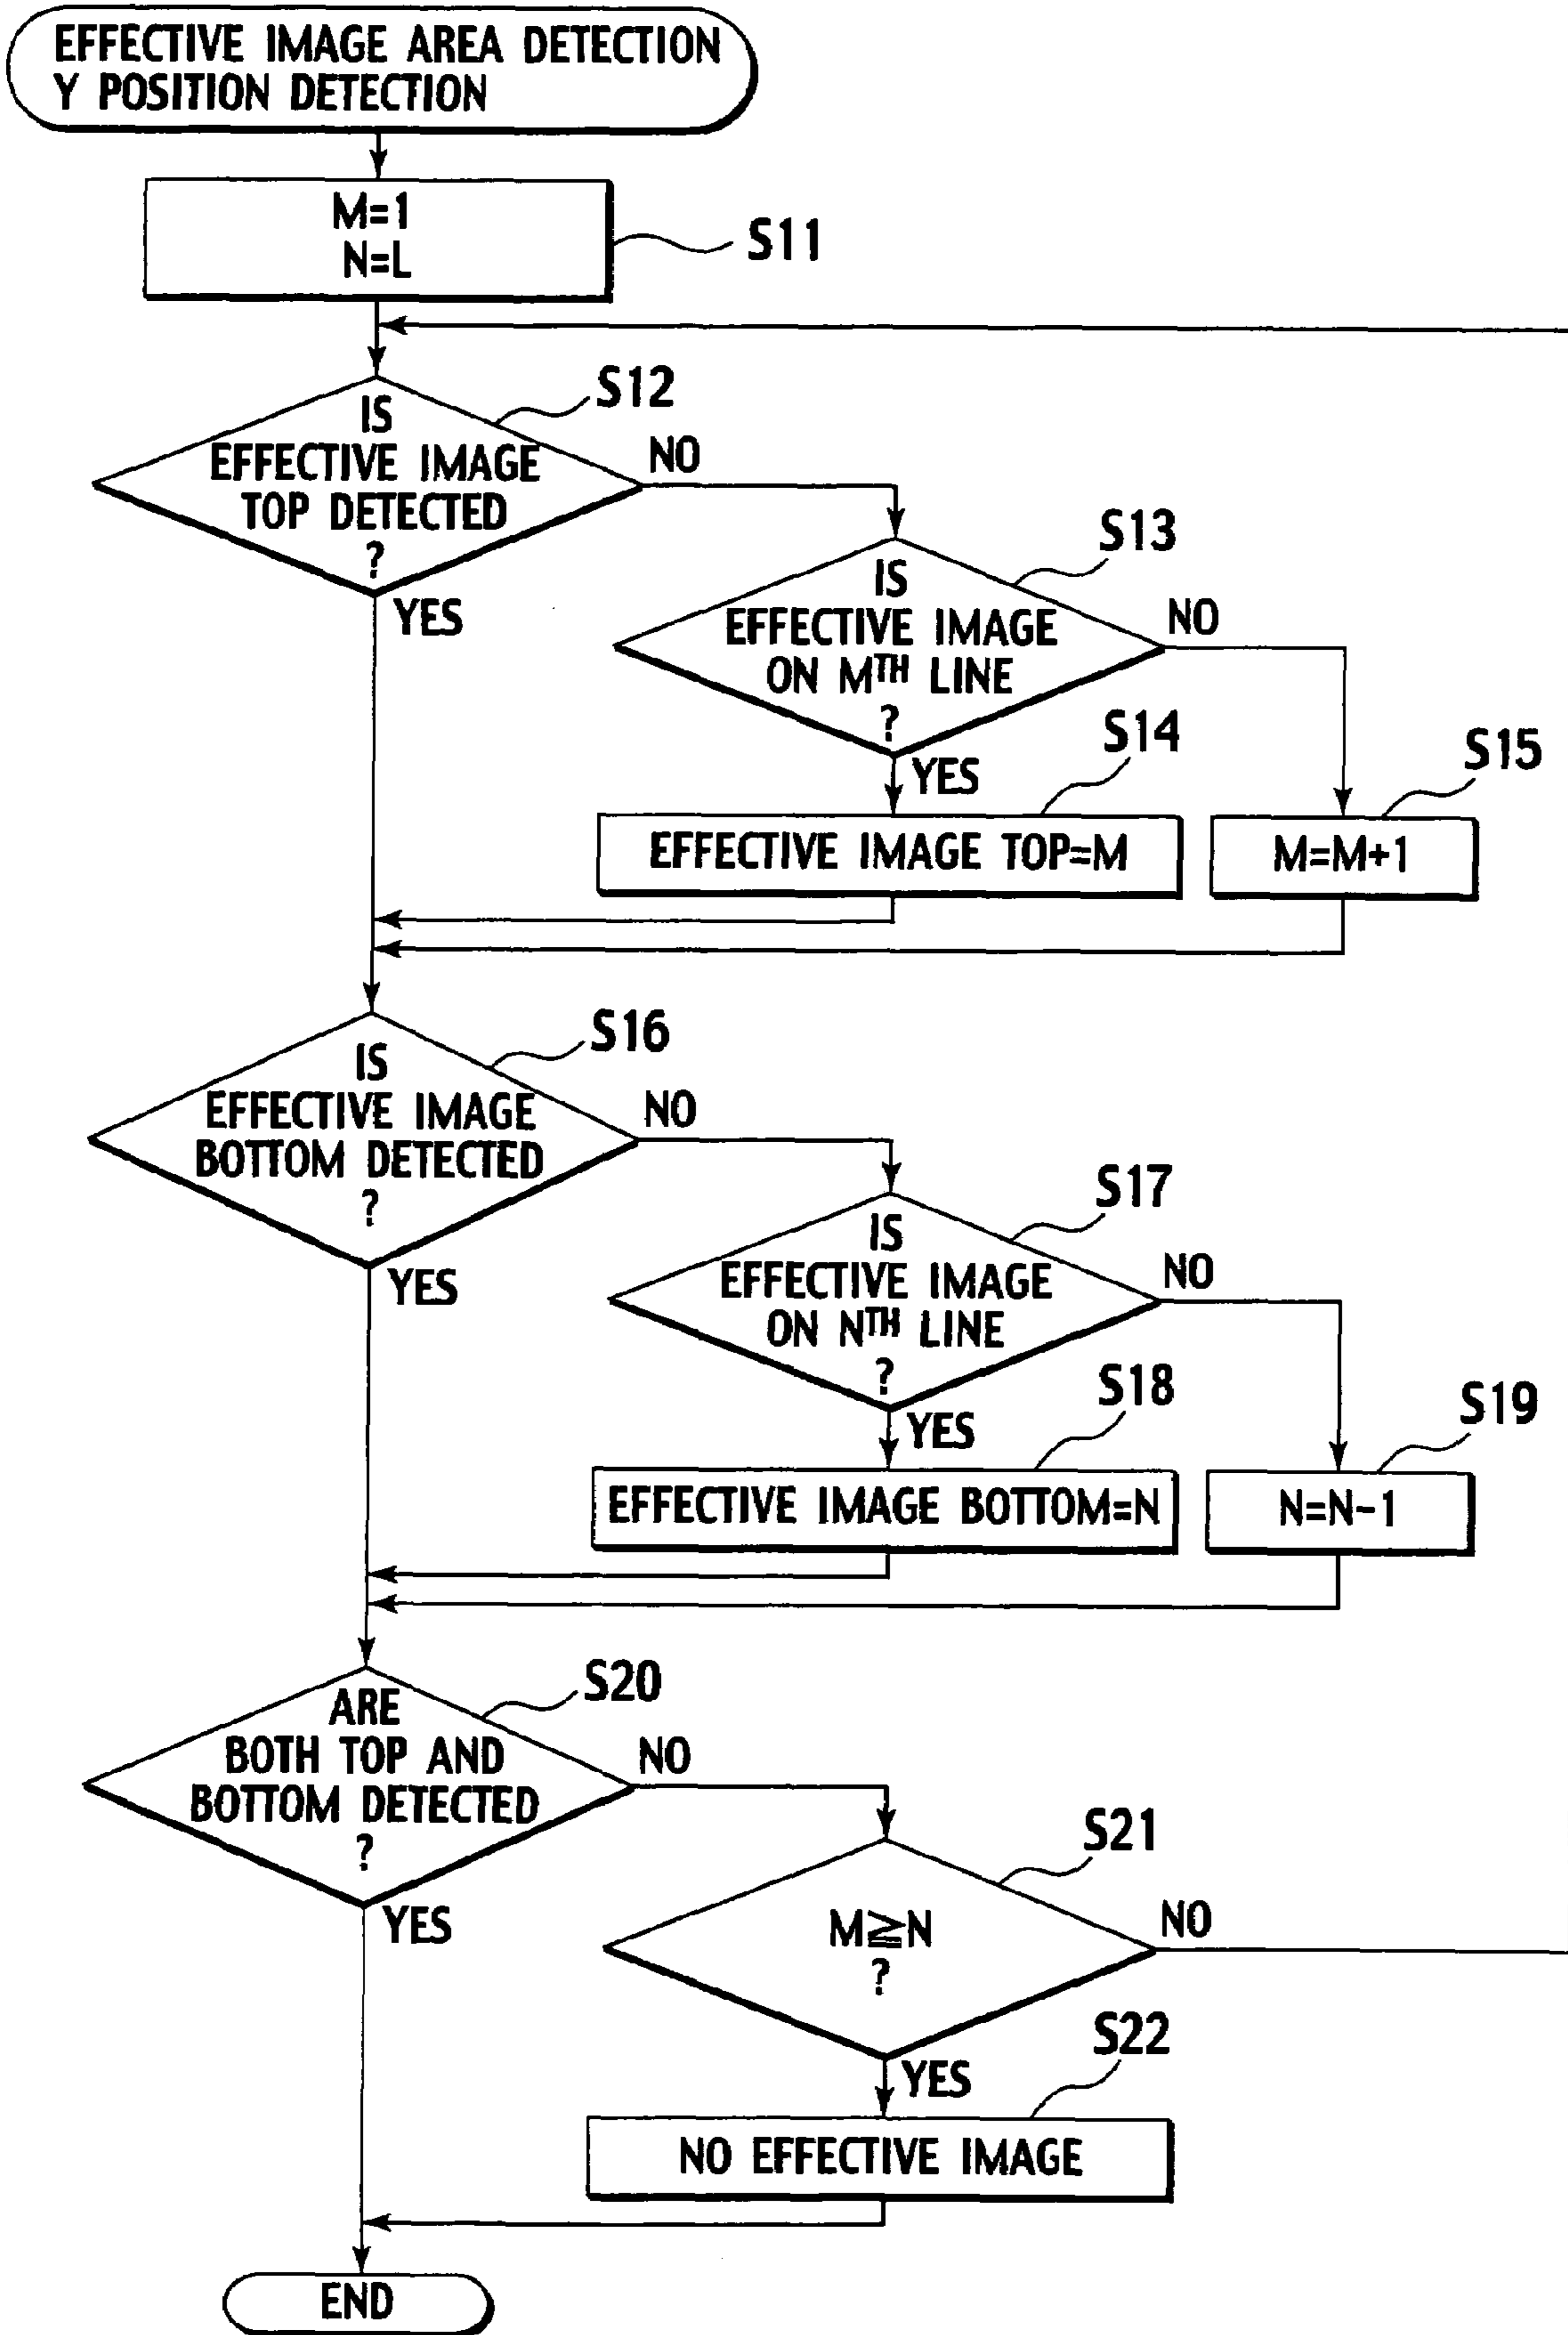 EFFECTIVE IMAGE AREA DETECTION
Y POSITION DETECTION
M=1
N=L
S11
S12
IS
EFFECTIVE IMAGE
TOP DETECTED
?
NO
YES
S13
IS
EFFECTIVE IMAGE
ON MTH LINE
?
NO
YES
S14
EFFECTIVE IMAGE TOP=M
S15
M=M+1
S16
IS
EFFECTIVE IMAGE
BOTTOM DETECTED
?
NO
YES
S17
IS
EFFECTIVE IMAGE
ON NTH LINE
?
NO
YES
S18
EFFECTIVE IMAGE BOTTOM=N
S19
N=N-1
S20
ARE
BOTH TOP AND
BOTTOM DETECTED
?
NO
YES
S21
M≧N
?
NO
YES
S22
NO EFFECTIVE IMAGE
END